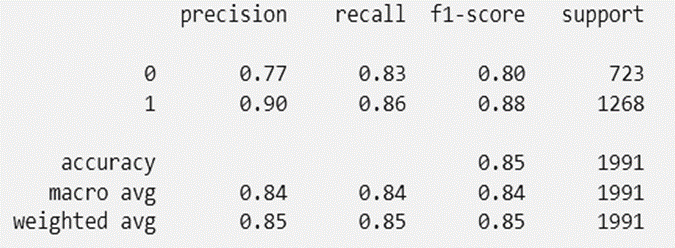 precision recall f1-score support
0 0.77 0.83 0.80 723
1 0.90 0.86 0.88 1268
accuracy 0.85 1991
macro avg 0.84 0.84 0.84 1991
weighted avg 0.85 0.85 0.85 1991